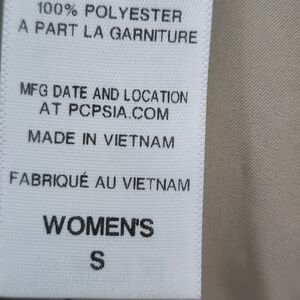 100% POLYESTER
A PART LA GARNITURE
MFG DATE AND LOCATION
AT PCPSIA.COM
MADE IN VIETNAM
FABRIQUÉ AU VIETNAM
WOMEN'S
S